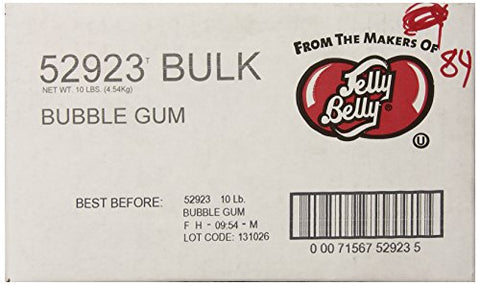 52923ᵀ BULK
NET WT. 10 LBS. (4.54Kg)
BUBBLE GUM
FROM THE MAKERS OF
84
Jelly
Belly®
U
BEST BEFORE:
52923 10 Lb.
BUBBLE GUM
F H - 09:54 - M
LOT CODE: 131026
0 00 71567 52923 5